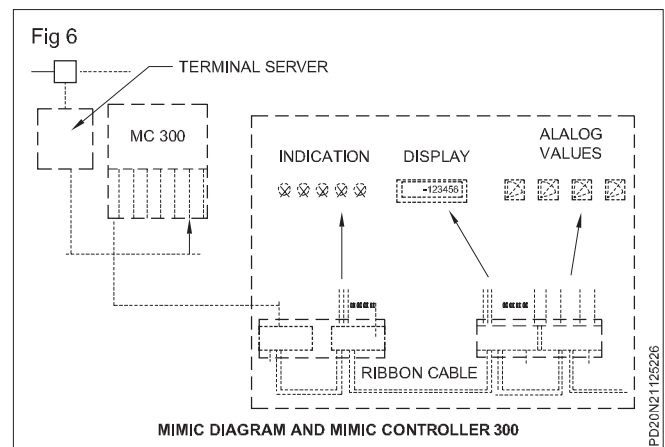 Fig 6
TERMINAL SERVER
MC 300
INDICATION
DISPLAY
ALALOG
VALUES
-123456
RIBBON CABLE
MIMIC DIAGRAM AND MIMIC CONTROLLER 300
PD20N21125226